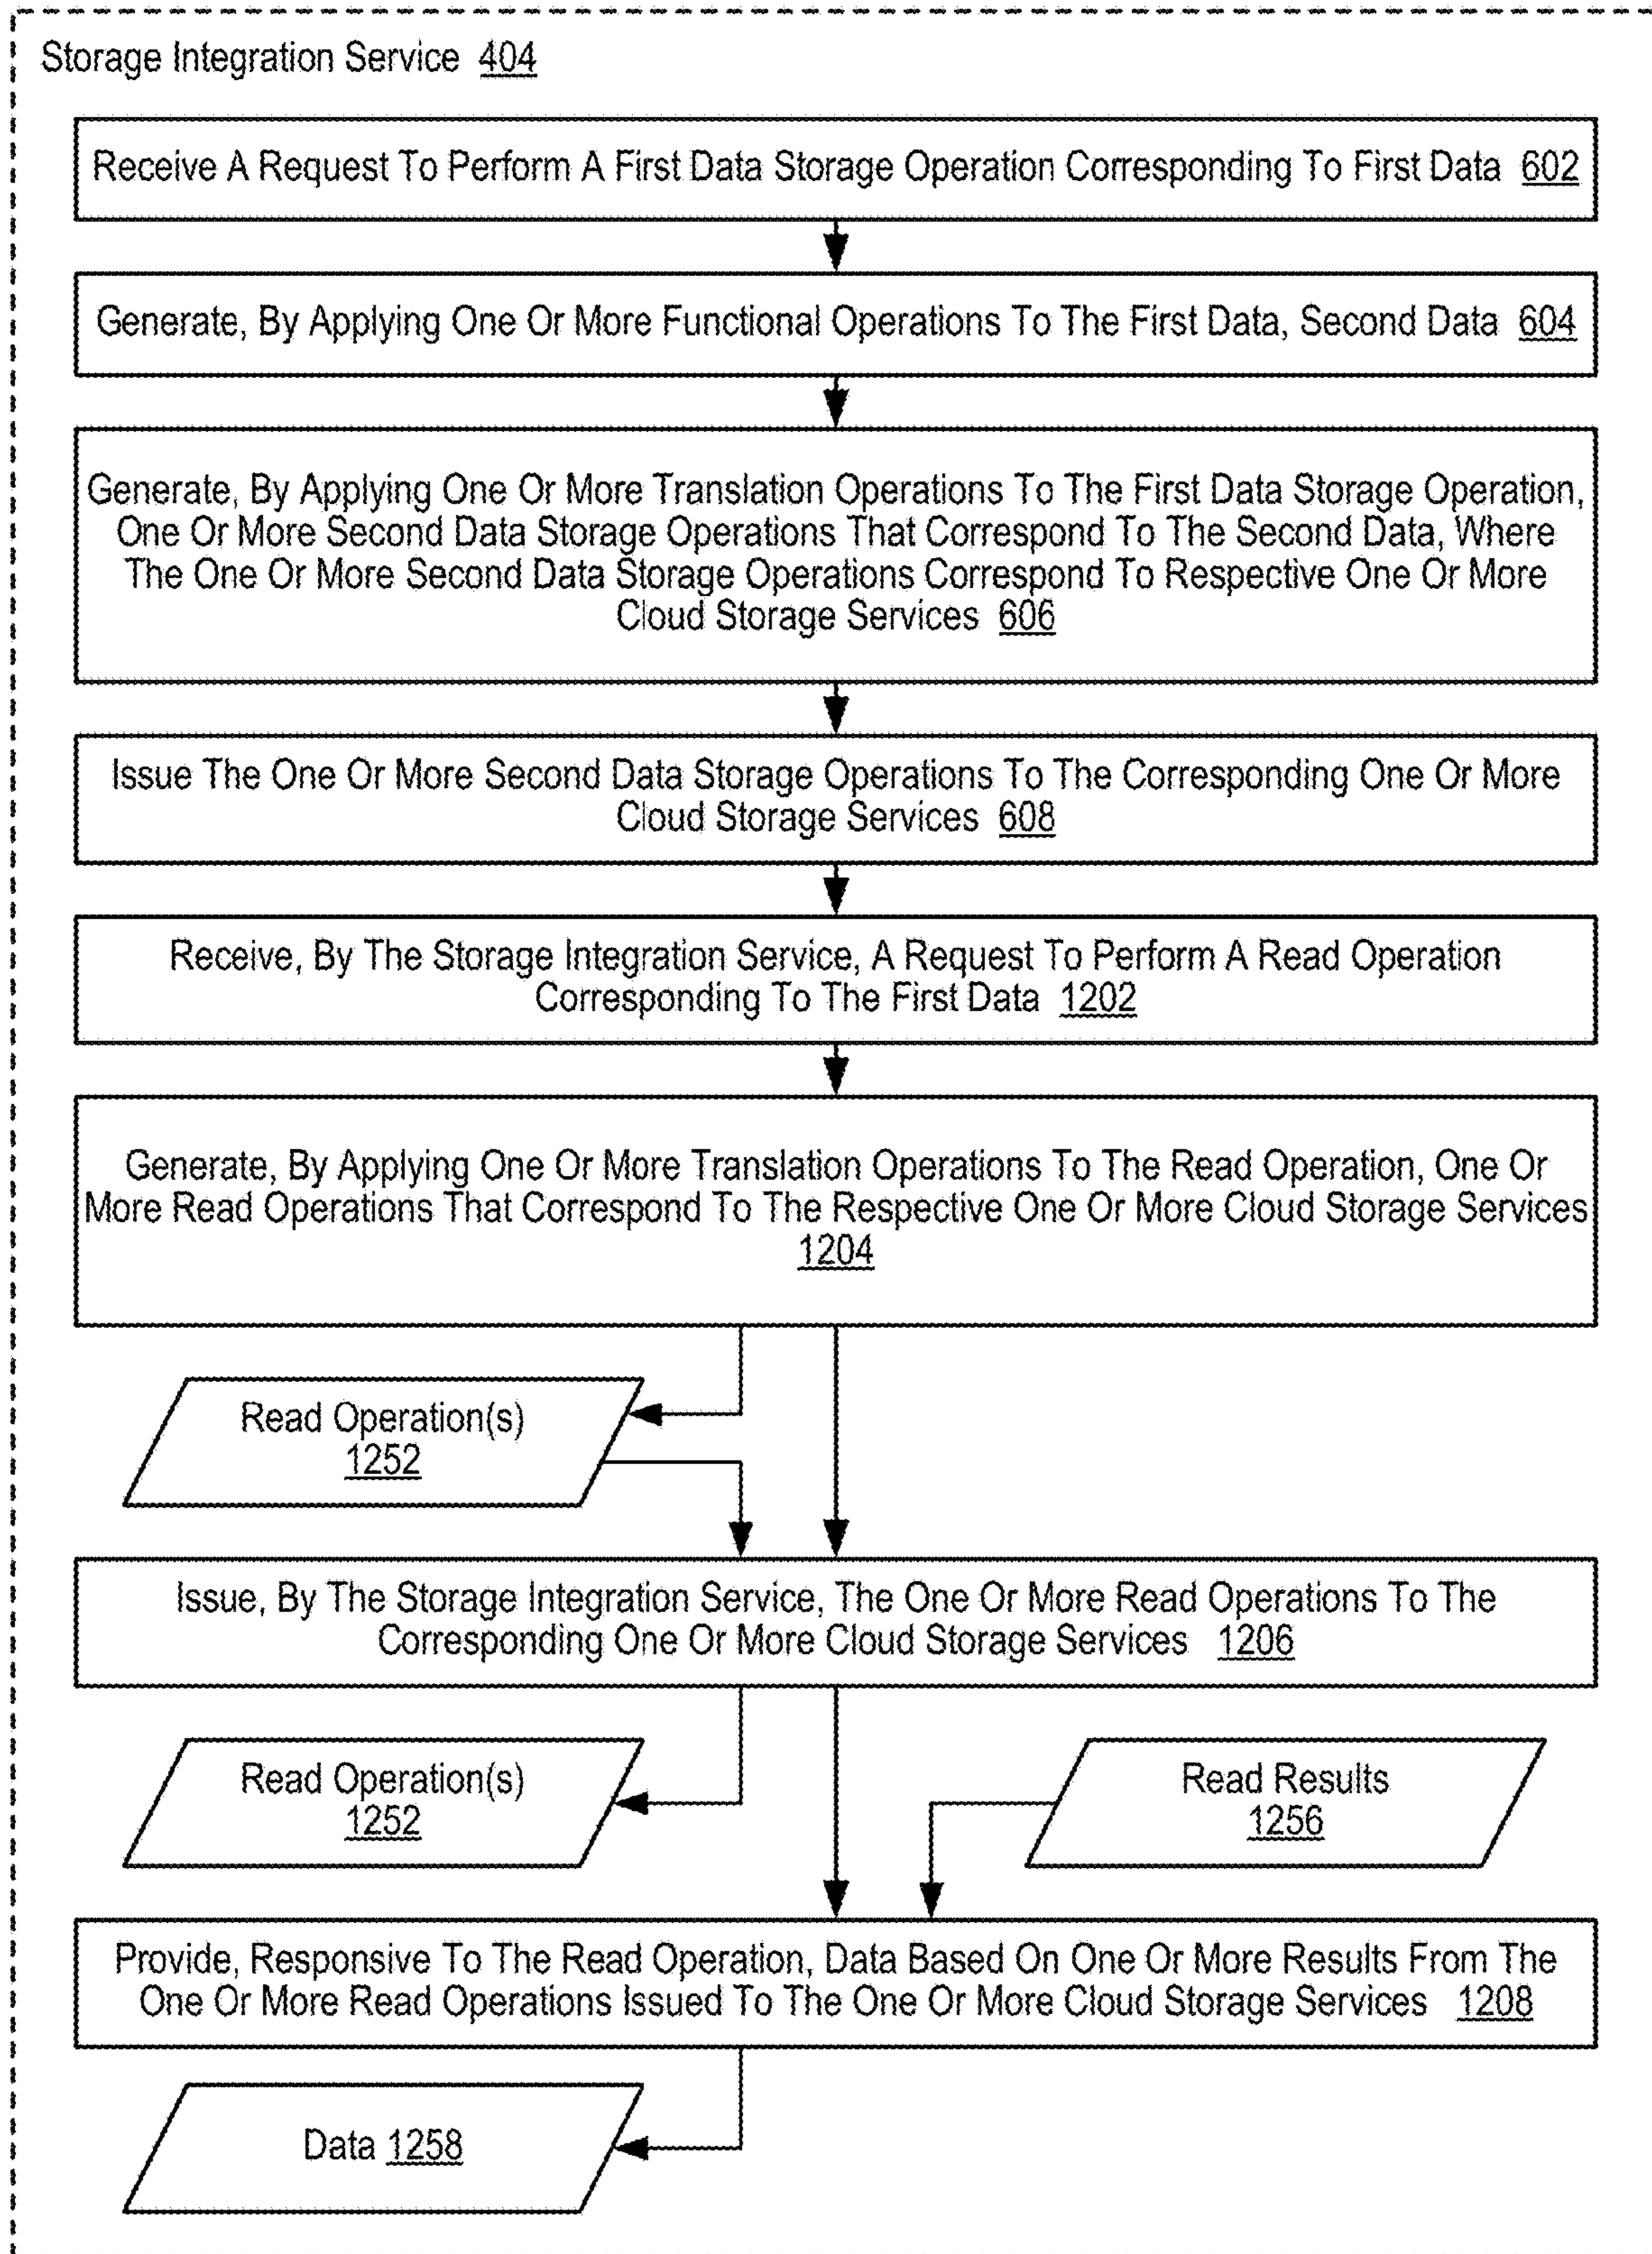 Storage Integration Service 404
Receive A Request To Perform A First Data Storage Operation Corresponding To First Data 602
Generate, By Applying One Or More Functional Operations To The First Data, Second Data 604
Generate, By Applying One Or More Translation Operations To The First Data Storage Operation,
One Or More Second Data Storage Operations That Correspond To The Second Data, Where
The One Or More Second Data Storage Operations Correspond To Respective One Or More
Cloud Storage Services 606
Issue The One Or More Second Data Storage Operations To The Corresponding One Or More
Cloud Storage Services 608
Receive, By The Storage Integration Service, A Request To Perform A Read Operation
Corresponding To The First Data 1202
Generate, By Applying One Or More Translation Operations To The Read Operation, One Or
More Read Operations That Correspond To The Respective One Or More Cloud Storage Services
1204
Read Operation(s)
1252
Issue, By The Storage Integration Service, The One Or More Read Operations To The
Corresponding One Or More Cloud Storage Services 1206
Read Operation(s)
1252
Read Results
1256
Provide, Responsive To The Read Operation, Data Based On One Or More Results From The
One Or More Read Operations Issued To The One Or More Cloud Storage Services 1208
Data 1258